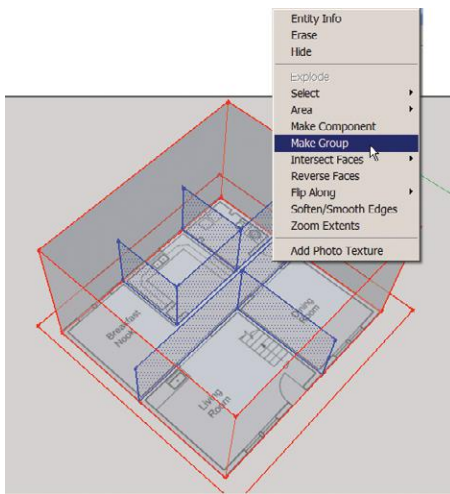 Entity Info
Erase
Hide
Explode
Select
Area
Make Component
Make Group
Intersect Faces
Reverse Faces
Flip Along
Soften/Smooth Edges
Zoom Extents
Add Photo Texture
Breakfast
Nook
Dining
Room
Living
Room